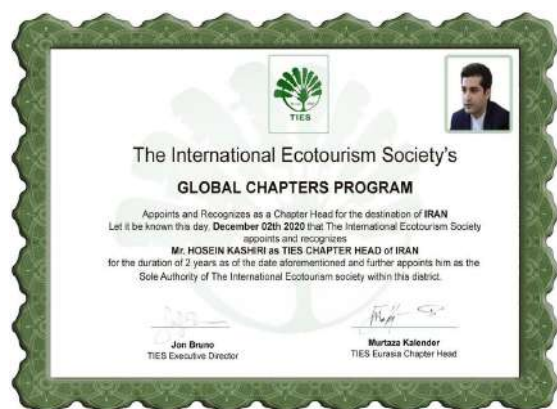 TIES
The International Ecotourism Society's
GLOBAL CHAPTERS PROGRAM
Appoints and Recognizes as a Chapter Head for the destination of IRAN
Let it be known this day, December 02th 2020 that The International Ecotourism Society
appoints and recognizes
Mr. HOSEIN KASHIRI as TIES CHAPTER HEAD of IRAN
for the duration of 2 years as of the date aforementioned and further appoints him as the
Sole Authority of The International Ecotourism society within this district.
Jon Bruno
TIES Executive Director
Murtaza Kalender
TIES Eurasia Chapter Head